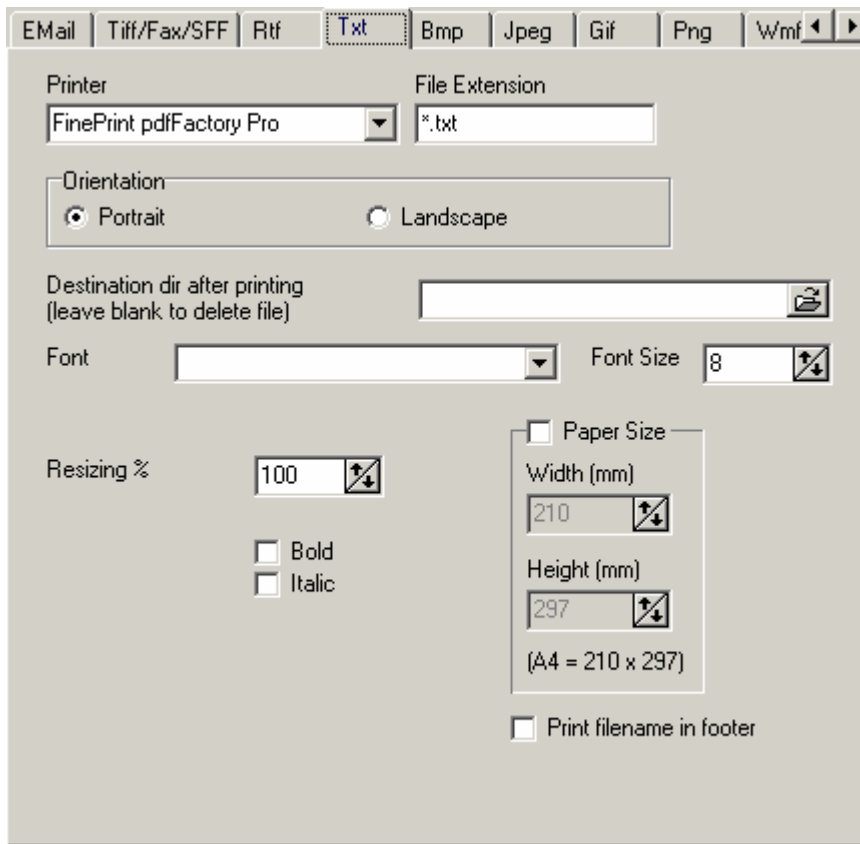 EMail Tiff/Fax/SFF Rtf Txt Bmp Jpeg Gif Png Wmf
Printer File Extension
FinePrint pdfFactory Pro *.txt
Orientation
Portrait Landscape
Destination dir after printing
(leave blank to delete file)
Font Font Size 8
Paper Size
Resizing % 100 Width (mm)
210
Bold
Italic Height (mm)
297
(A4 = 210 x 297)
Print filename in footer